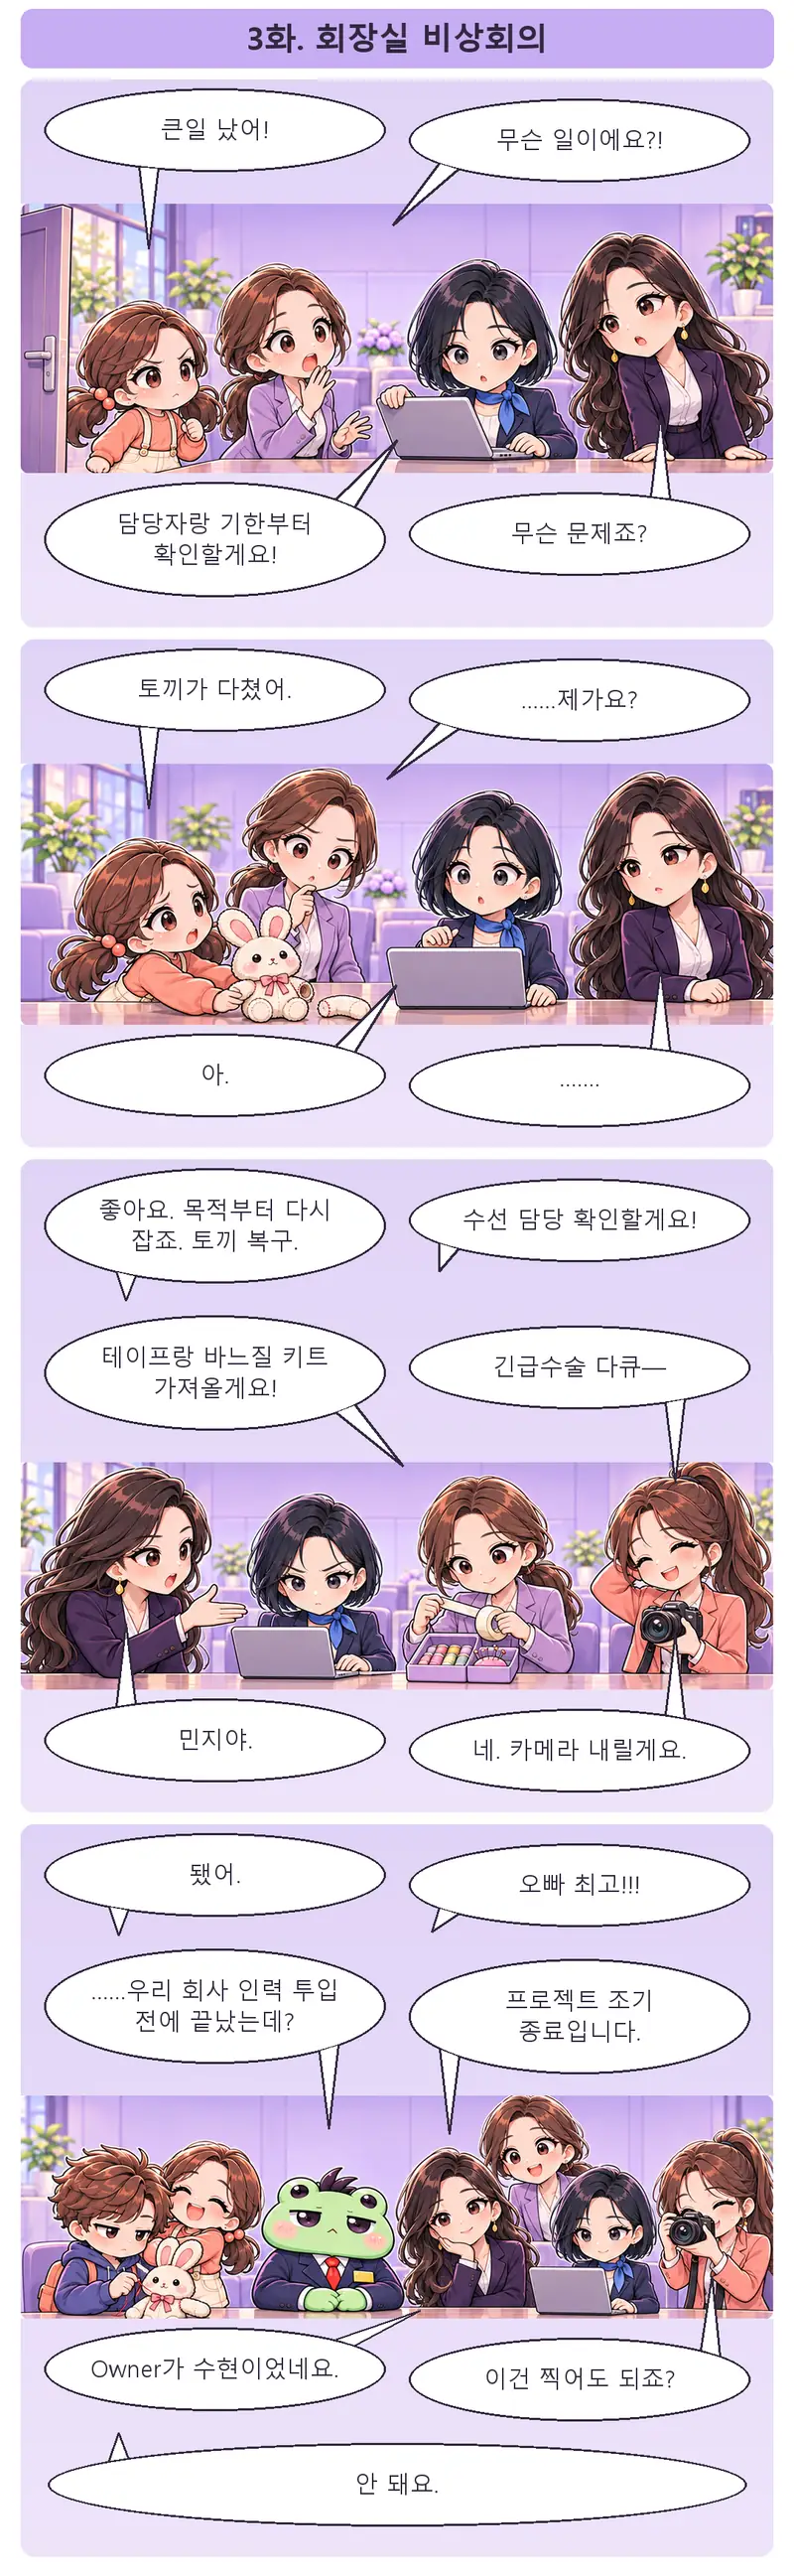 3화. 회장실 비상회의
큰일 났어!
무슨 일이에요?!
담당자랑 기한부터
확인할게요!
무슨 문제죠?
토끼가 다쳤어.
......제가요?
아.
.......
좋아요. 목적부터 다시
잡죠. 토끼 복구.
수선 담당 확인할게요!
테이프랑 바느질 키트
가져올게요!
긴급수술 다큐—
민지야.
네. 카메라 내릴게요.
됐어.
오빠 최고!!!
......우리 회사 인력 투입
전에 끝났는데?
프로젝트 조기
종료입니다.
Owner가 수현이었네요.
이건 찍어도 되죠?
안 돼요.